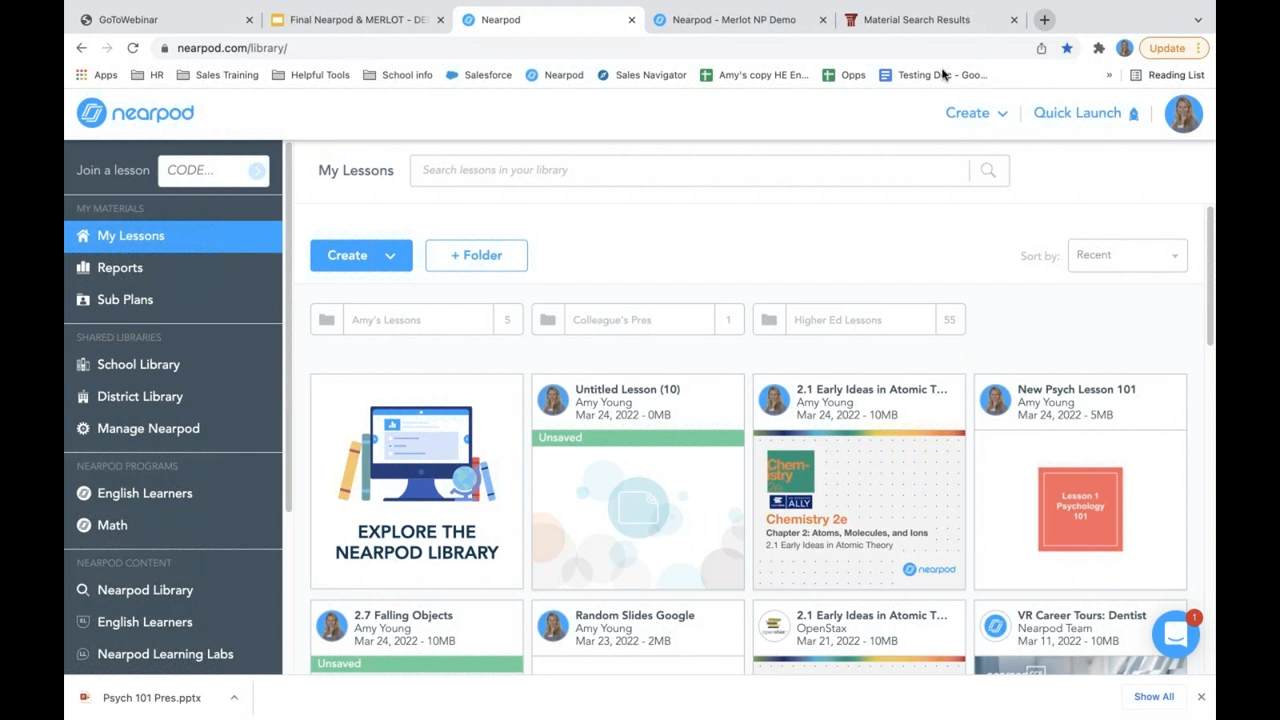 GoToWebinar
Final Nearpod & MERLOT - DE
Nearpod
Nearpod - Merlot NP Demo
Material Search Results
nearpod.com/library/
Update
Apps
HR
Sales Training
Helpful Tools
School info
Salesforce
Nearpod
Sales Navigator
Amy's copy HE En...
Opps
Testing D - Goo...
»
Reading List
nearpod
Create
Quick Launch
Join a lesson
CODE...
MY MATERIALS
My Lessons
Reports
Sub Plans
SHARED LIBRARIES
School Library
District Library
Manage Nearpod
NEARPOD PROGRAMS
English Learners
Math
NEARPOD CONTENT
Nearpod Library
English Learners
Nearpod Learning Labs
My Lessons
Search lessons in your library
Create
+ Folder
Sort by:
Recent
Amy's Lessons
5
Colleague's Pres
1
Higher Ed Lessons
55
EXPLORE THE
NEARPOD LIBRARY
Untitled Lesson (10)
Amy Young
Mar 24, 2022 - 0MB
Unsaved
2.1 Early Ideas in Atomic T...
Amy Young
Mar 24, 2022 - 10MB
Chem-
istry
ALLY
Chemistry 2e
Chapter 2: Atoms, Molecules, and Ions
2.1 Early Ideas in Atomic Theory
nearpod
New Psych Lesson 101
Amy Young
Mar 24, 2022 - 5MB
Lesson 1
Psychology
101
2.7 Falling Objects
Amy Young
Mar 24, 2022 - 10MB
Unsaved
Random Slides Google
Amy Young
Mar 23, 2022 - 2MB
2.1 Early Ideas in Atomic T...
OpenStax
Mar 21, 2022 - 10MB
openstax
VR Career Tours: Dentist
Nearpod Team
Mar 11, 2022 - 10MB
1
Psych 101 Pres.pptx
Show All